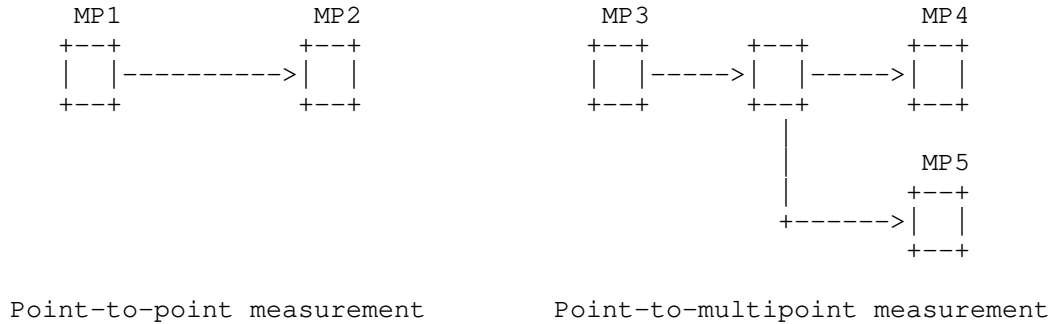 MP1 MP2 MP3 MP4
MP5
Point-to-point measurement Point-to-multipoint measurement